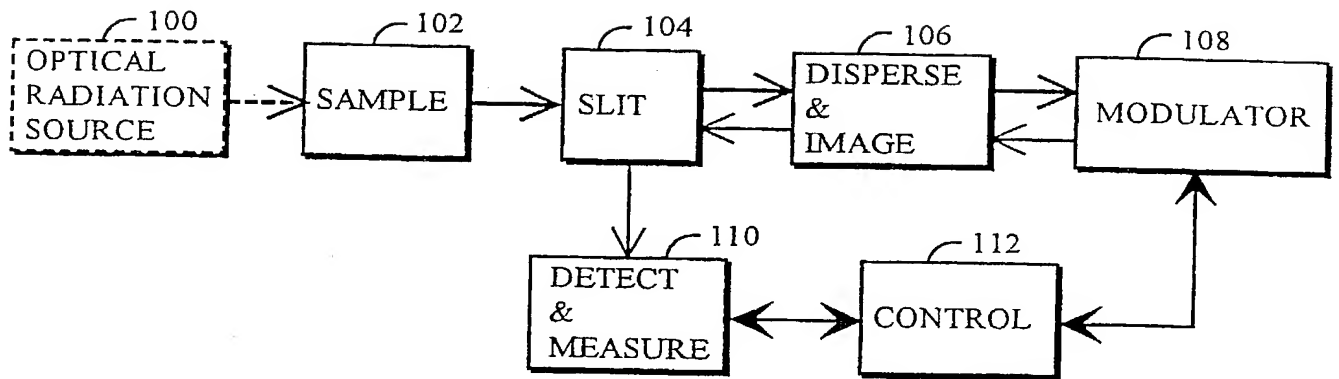 100
OPTICAL
RADIATION
SOURCE
102
SAMPLE
104
SLIT
106
DISPERSE
&
IMAGE
108
MODULATOR
110
DETECT
&
MEASURE
112
CONTROL